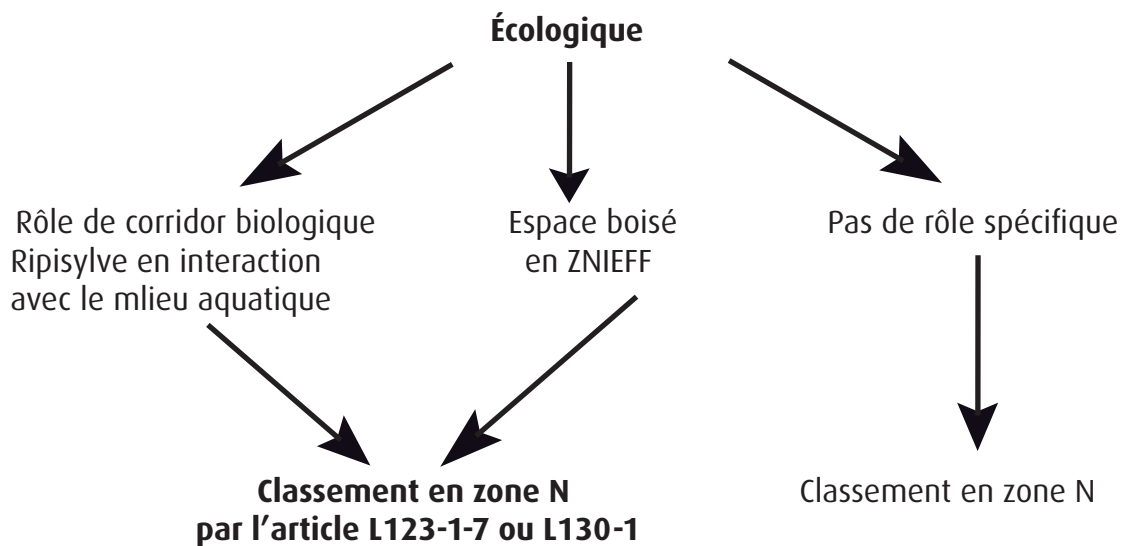 Écologique
Rôle de corridor biologique
Ripisylve en interaction
avec le mlieu aquatique
Espace boisé
en ZNIEFF
Pas de rôle spécifique
Classement en zone N
par l'article L123-1-7 ou L130-1
Classement en zone N